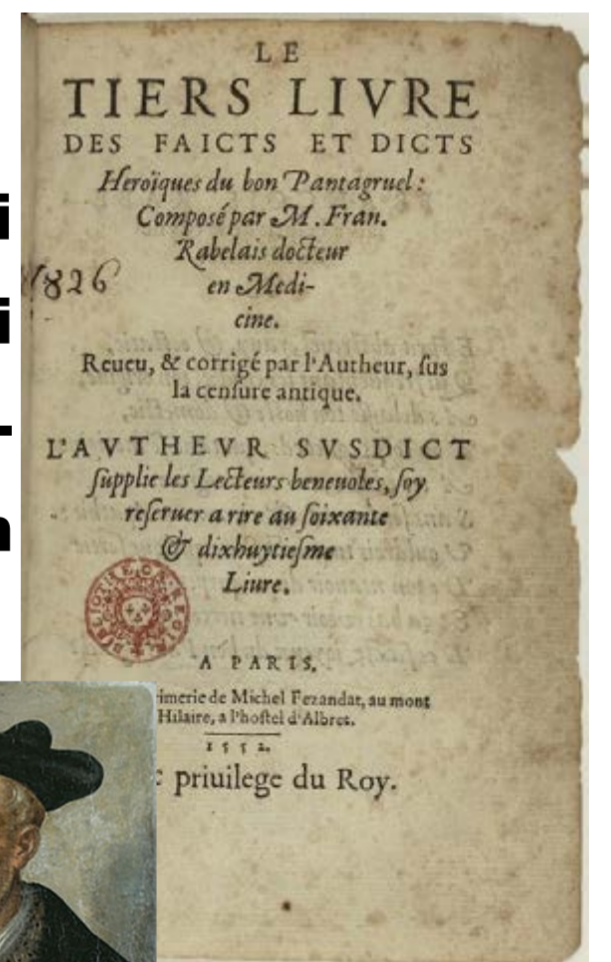 LE
TIERS LIVRE
DES FAICTS ET DICTS
Heroïques du bon Pantagruel:
Composé par M. Fran.
Rabelais docteur
en Medi-
cine.
1826
Reueu, & corrigé par l'Autheur, sus
la censure antique.
L'AVTHEVR SVSDICT
supplie les Lecteurs beneuoles, soy
reseruer a rire au soixante
& dixhuytiesme
Liure.
A PARIS,
imerie de Michel Fezandat, au mont
Hilaire, a l'hostel d'Albret.
1552.
priuilege du Roy.
i
i